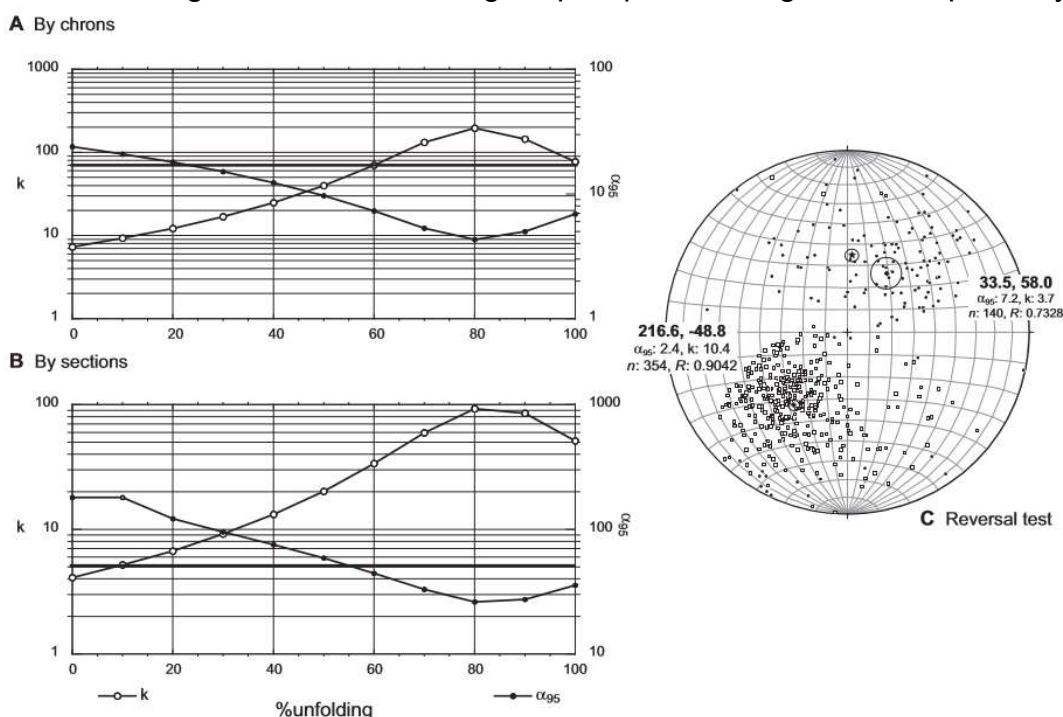 A By chrons
1000
100
10
1
k
100
10
1
α95
0 20 40 60 80 100
B By sections
100
10
1
k
1000
100
10
α95
0 20 40 60 80 100
k
%unfolding
α95
33.5, 58.0
α95: 7.2, k: 3.7
n: 140, R: 0.7328
216.6, -48.8
α95: 2.4, k: 10.4
n: 354, R: 0.9042
C Reversal test